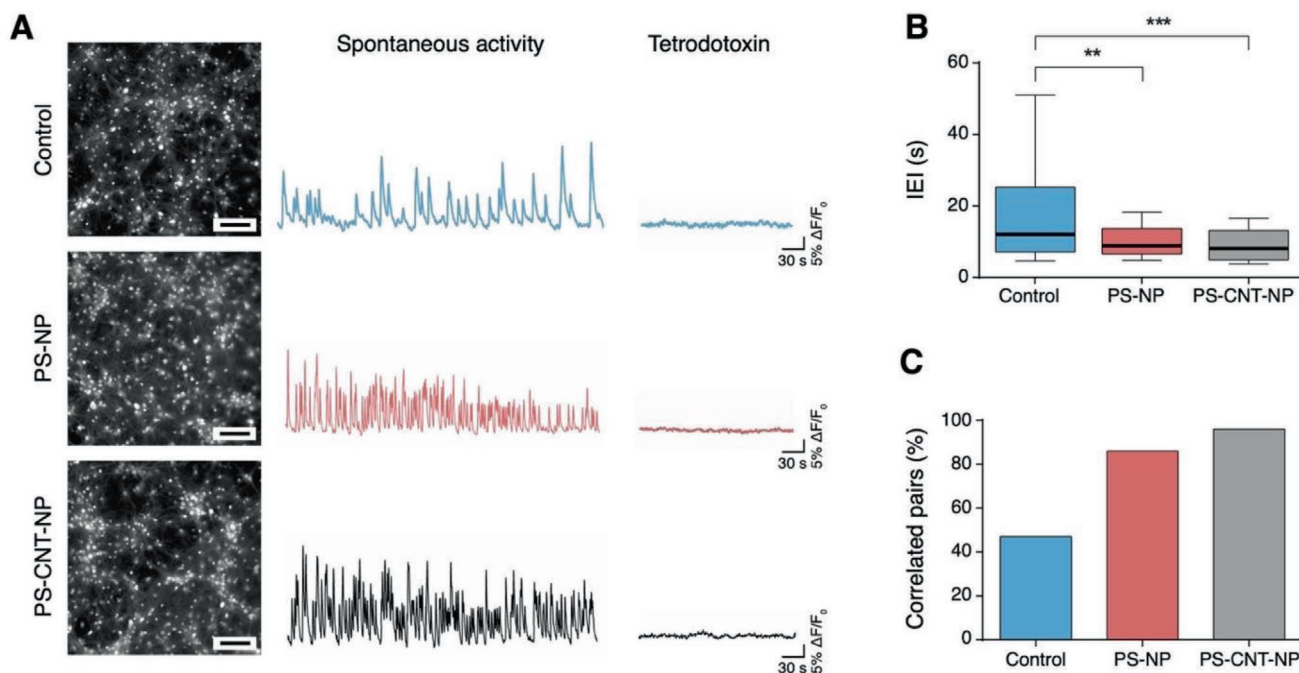 A
Spontaneous activity
Tetrodotoxin
Control
30 s
5% ΔF/F₀
PS-NP
30 s
5% ΔF/F₀
PS-CNT-NP
30 s
5% ΔF/F₀
B
***
**
IEI (s)
60
40
20
0
Control PS-NP PS-CNT-NP
C
Correlated pairs (%)
100
80
60
40
20
0
Control PS-NP PS-CNT-NP